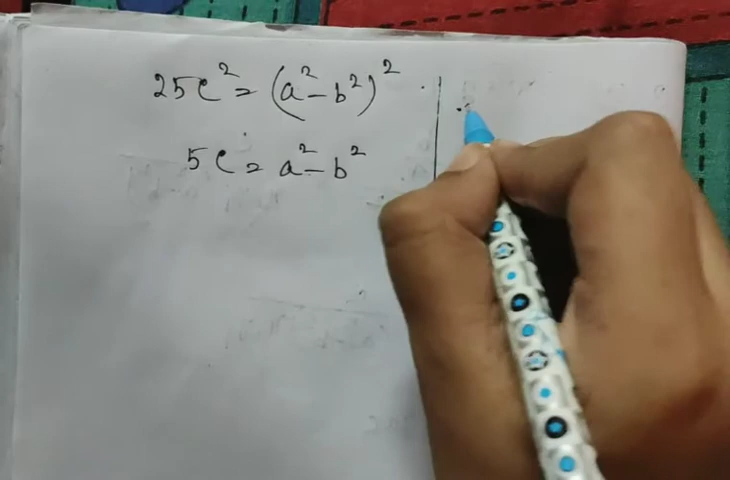 25c² = (a² - b²)²
5c = a² - b²